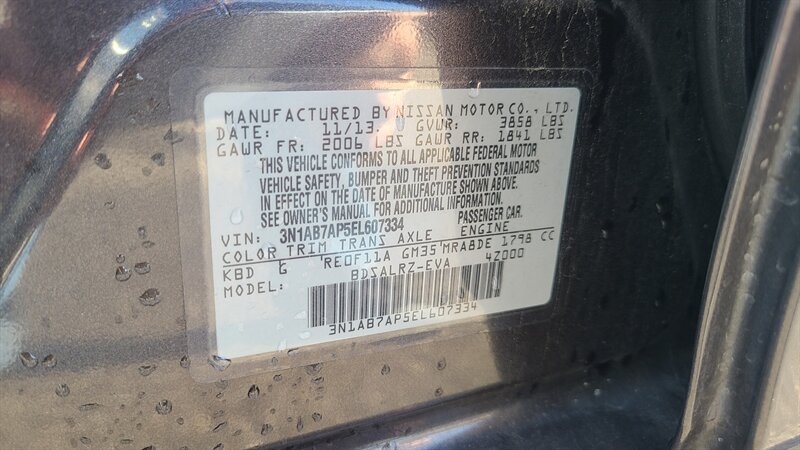 MANUFACTURED BY NISSAN MOTOR CO., LTD.
DATE: 11/13. GVWR: 3858 LBS
GAWR FR: 2006 LBS GAWR RR: 1841 LBS
THIS VEHICLE CONFORMS TO ALL APPLICABLE FEDERAL MOTOR
VEHICLE SAFETY, BUMPER AND THEFT PREVENTION STANDARDS
IN EFFECT ON THE DATE OF MANUFACTURE SHOWN ABOVE.
SEE OWNER'S MANUAL FOR ADDITIONAL INFORMATION.
VIN: 3N1AB7AP5EL607334 PASSENGER CAR.
COLOR TRIM TRANS AXLE ENGINE
KBD G RE0F11A GM35 MRA8DE 1798 CC
MODEL: BDSALRZ-EVA 4Z000
3N1AB7AP5EL607334